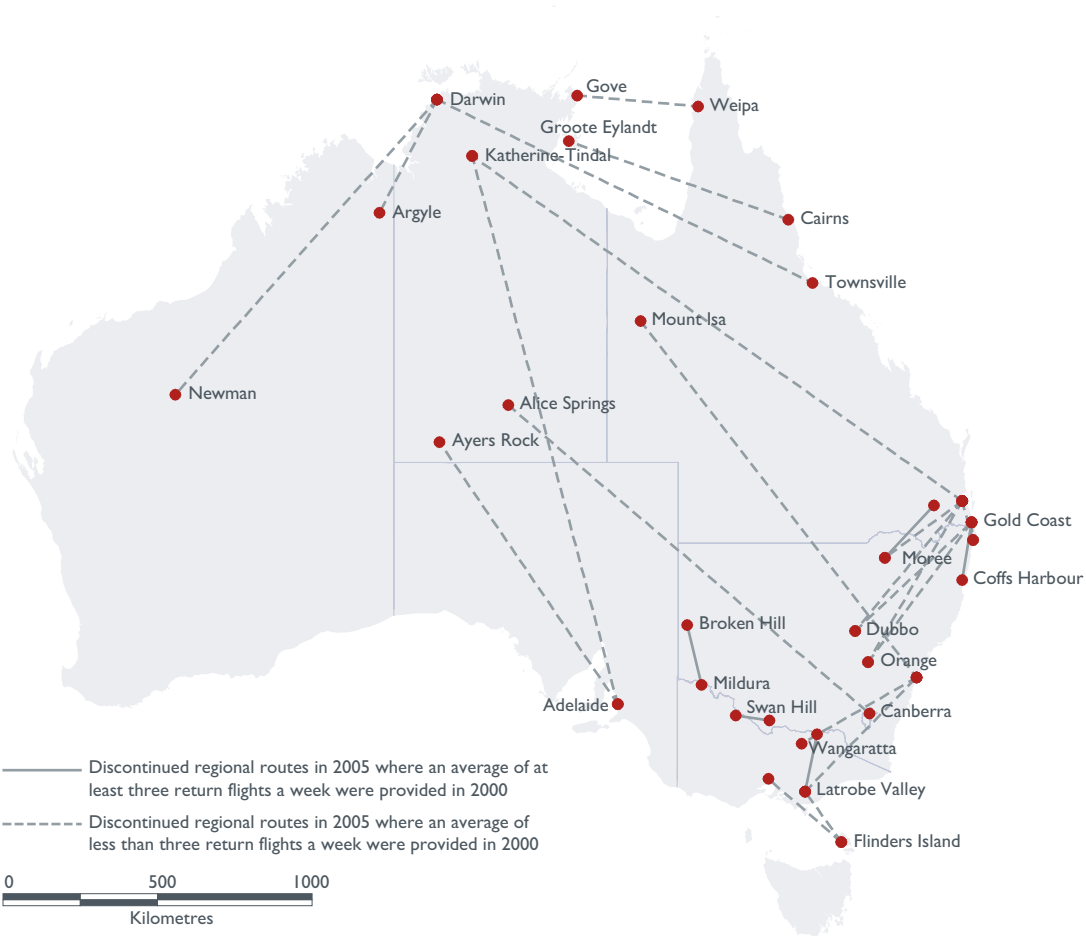 Gove
Darwin
Weipa
Groote Eylandt
Katherine-Tindal
Argyle
Cairns
Townsville
Mount Isa
Newman
Alice Springs
Ayers Rock
Gold Coast
Moree
Coffs Harbour
Broken Hill
Dubbo
Orange
Mildura
Adelaide
Swan Hill
Canberra
Wangaratta
Latrobe Valley
Flinders Island
Discontinued regional routes in 2005 where an average of at
least three return flights a week were provided in 2000
Discontinued regional routes in 2005 where an average of
less than three return flights a week were provided in 2000
0 500 1000
Kilometres